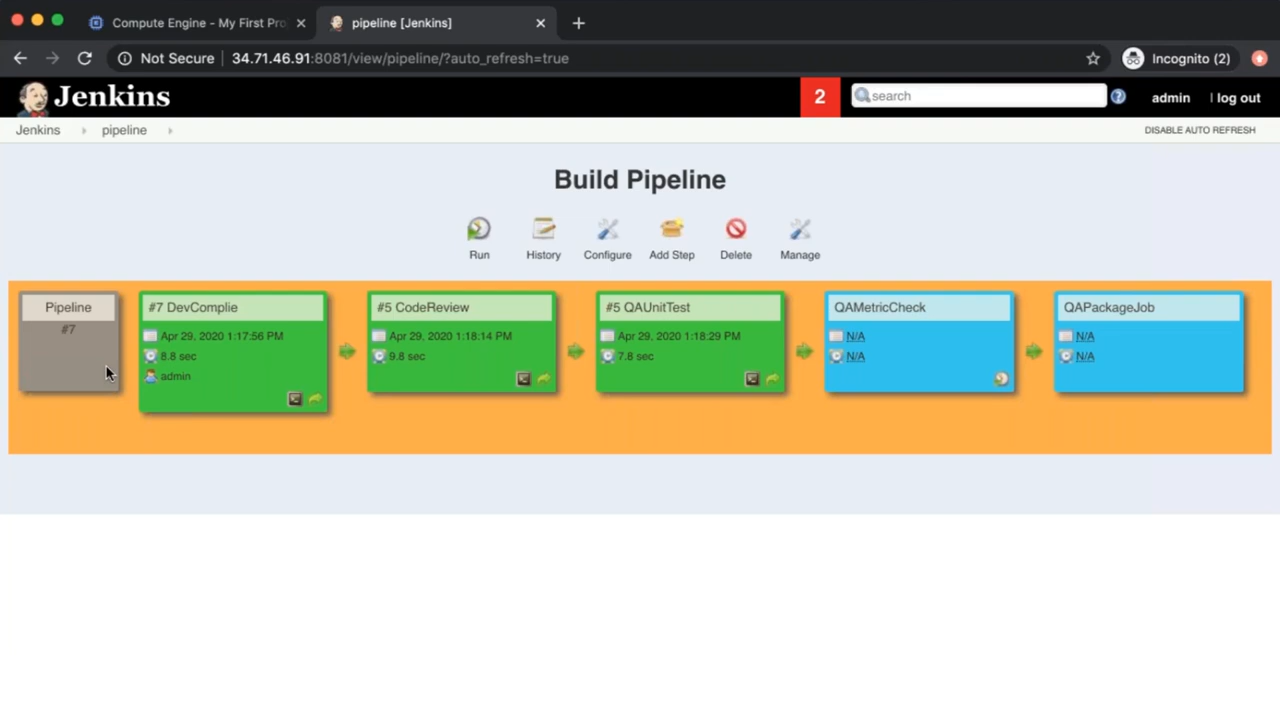 Compute Engine - My First Pro
pipeline [Jenkins]
Not Secure
34.71.46.91:8081/view/pipeline/?auto_refresh=true
Incognito (2)
Jenkins
2
search
?
admin
| log out
Jenkins
pipeline
DISABLE AUTO REFRESH
Build Pipeline
Run
History
Configure
Add Step
Delete
Manage
Pipeline
#7
#7 DevComplie
Apr 29, 2020 1:17:56 PM
8.8 sec
admin
#5 CodeReview
Apr 29, 2020 1:18:14 PM
9.8 sec
#5 QAUnitTest
Apr 29, 2020 1:18:29 PM
7.8 sec
QAMetricCheck
N/A
N/A
QAPackageJob
N/A
N/A